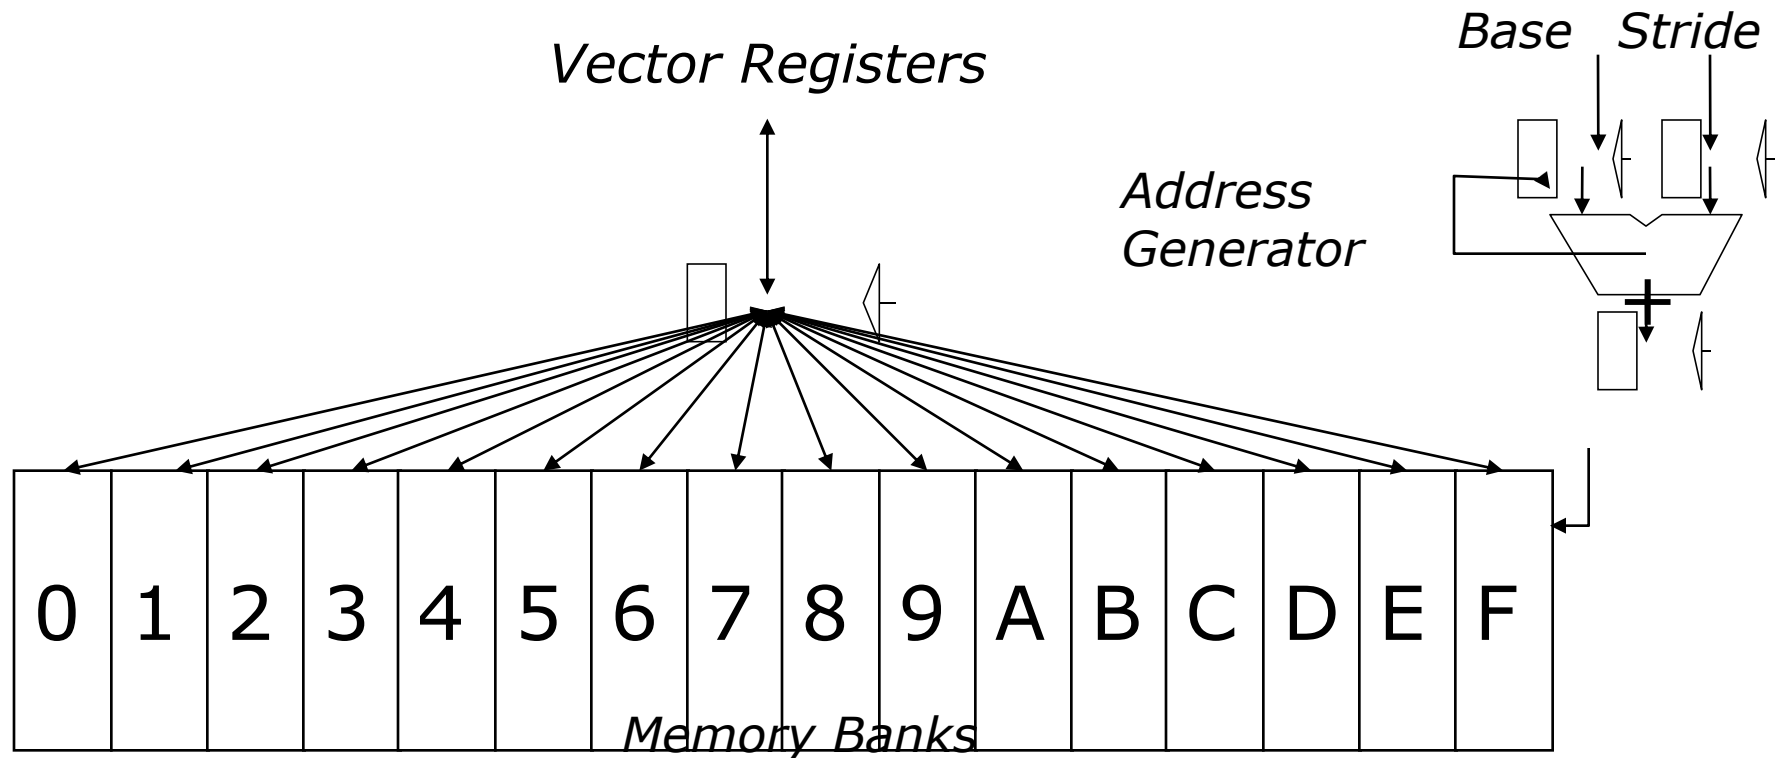 Base Stride
Vector Registers
Address
Generator
+
0 1 2 3 4 5 6 7 8 9 A B C D E F
Memory Banks